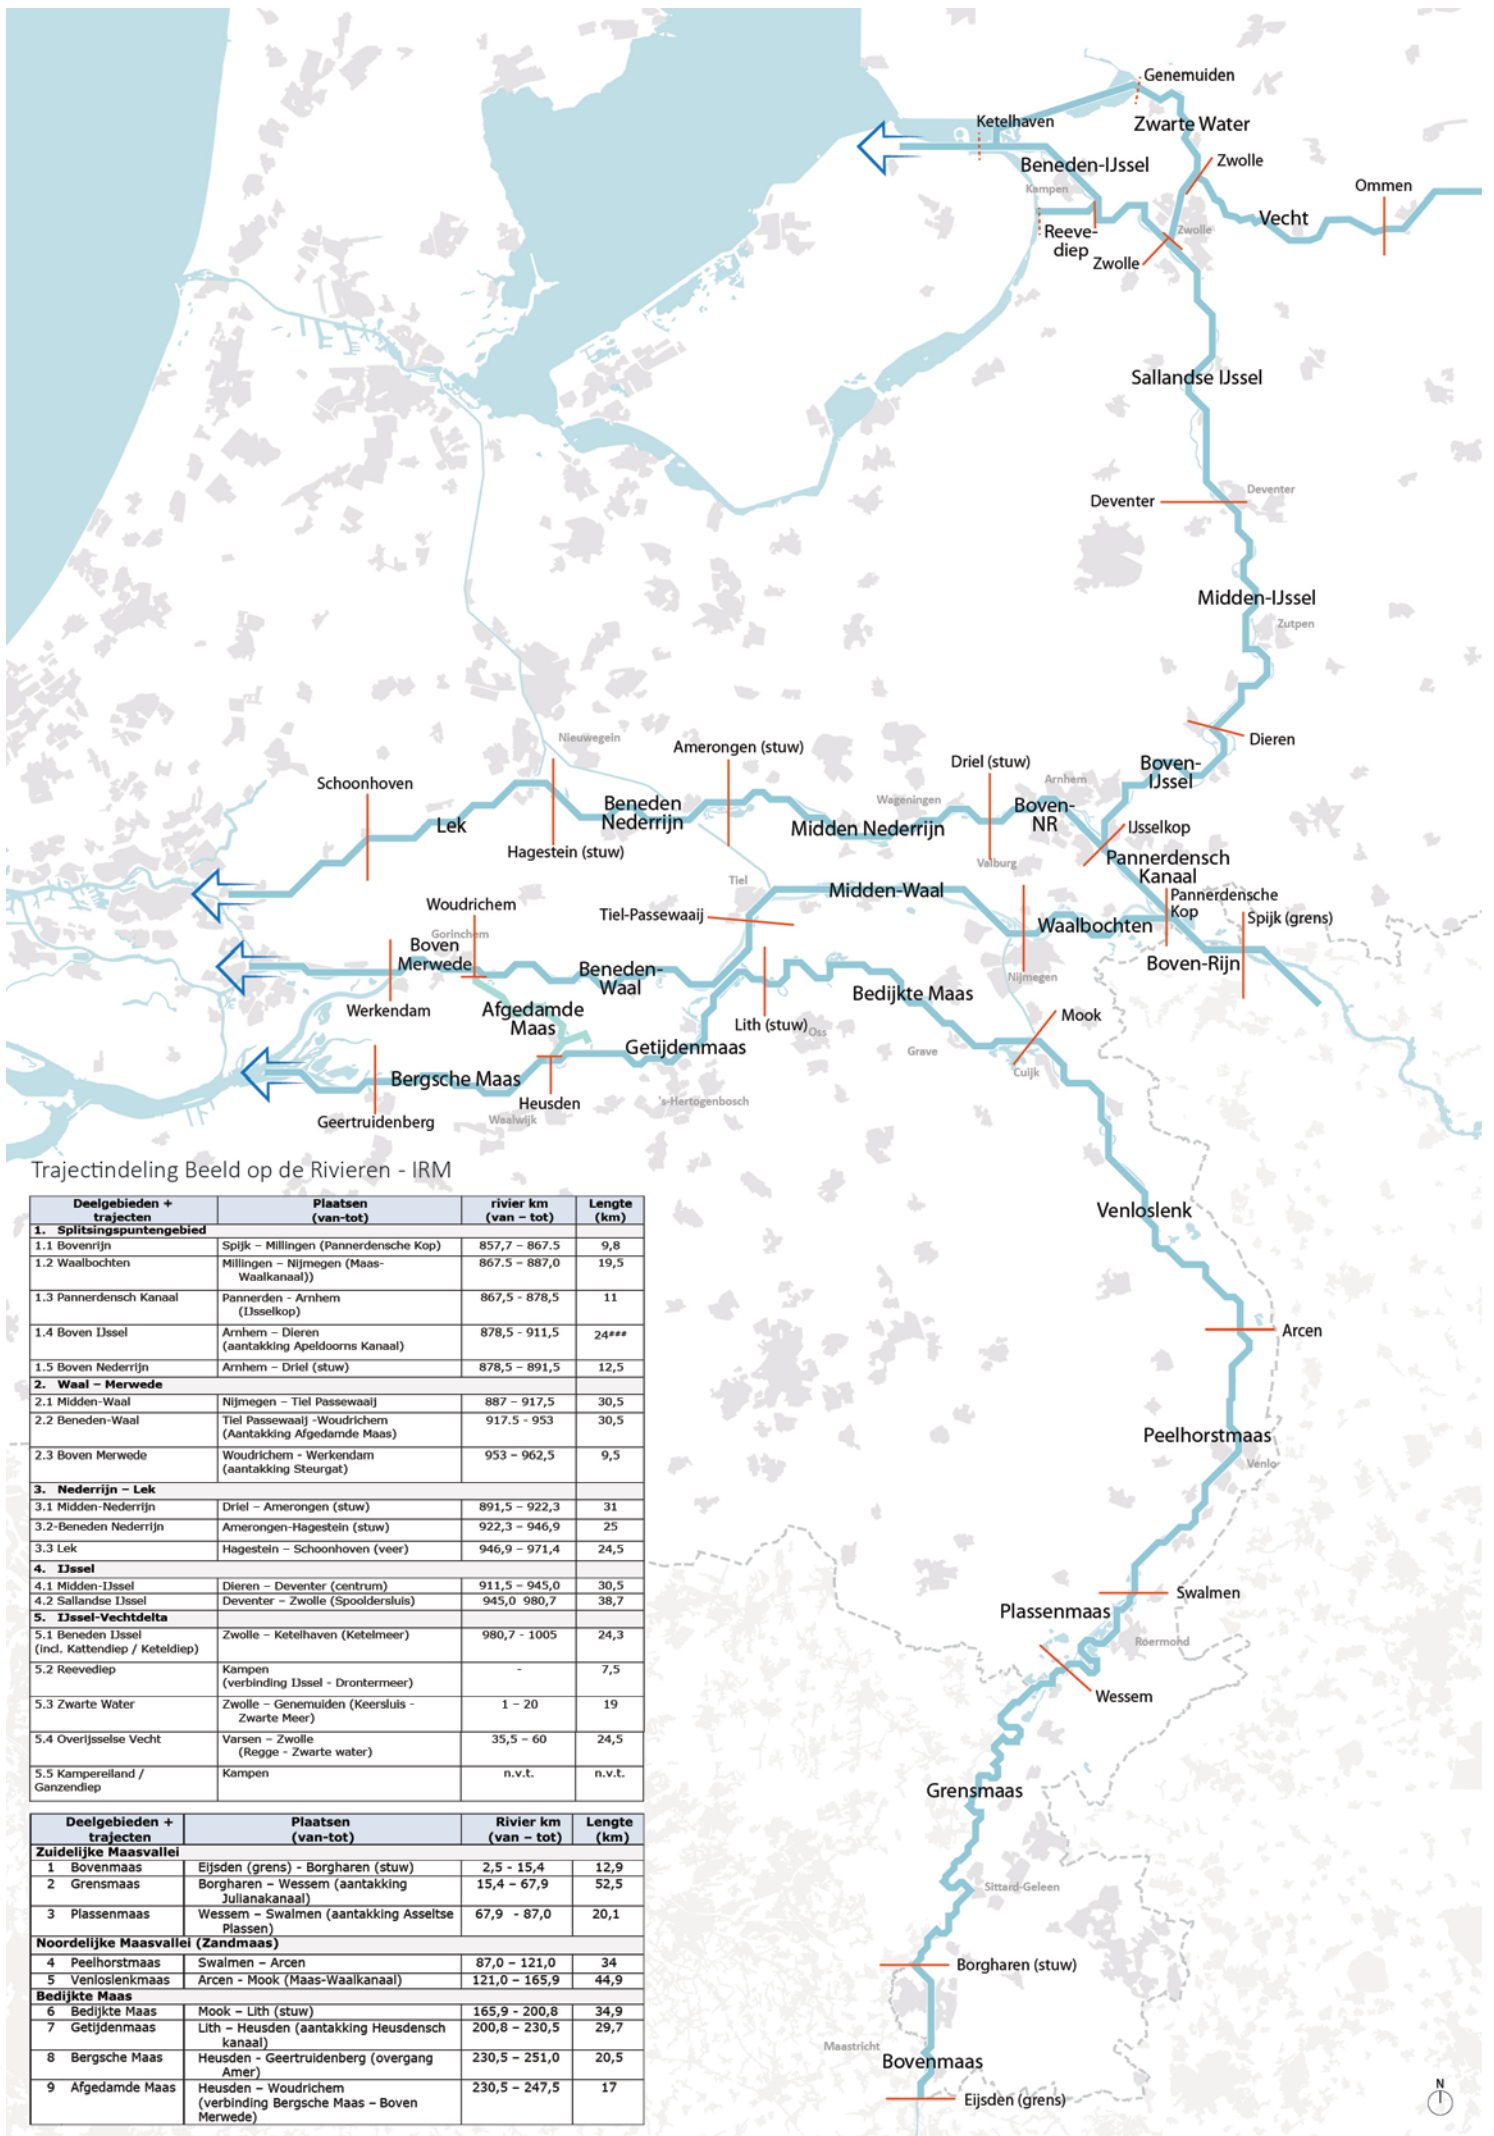 Genemuiden
Ketelhaven
Zwarte Water
Beneden-IJssel
Zwolle
Kampen
Ommen
Vecht
Reeve-
diep
Zwolle
Zwolle
Sallandse IJssel
Deventer
Deventer
Midden-IJssel
Zutpen
Dieren
Nieuwegein
Amerongen (stuw)
Driel (stuw)
Boven-
IJssel
Arnhem
Schoonhoven
Beneden
Nederrijn
Wageningen
Boven-
NR
Lek
Midden Nederrijn
IJsselkop
Hagestein (stuw)
Valburg
Pannerdensch
Kanaal
Tiel
Midden-Waal
Pannerdensche
Kop
Woudrichem
Tiel-Passewaaij
Waalbochten
Spijk (grens)
Gorinchem
Boven
Merwede
Beneden-
Waal
Nijmegen
Boven-Rijn
Bedijkte Maas
Werkendam
Afgedamde
Maas
Lith (stuw)
Oss
Mook
Getijdenmaas
Grave
Cuijk
Bergsche Maas
Heusden
's-Hertogenbosch
Geertruidenberg
Waalwijk
Venloslenk
Arcen
Peelhorstmaas
Venlo
Swalmen
Plassenmaas
Roermond
Wessem
Grensmaas
Sittard-Geleen
Borgharen (stuw)
Maastricht
Bovenmaas
Eijsden (grens)
N
Trajectindeling Beeld op de Rivieren - IRM
Deelgebieden + trajecten Plaatsen (van-tot) rivier km (van – tot) Lengte (km)
1. Splitsingspuntengebied
1.1 Bovenrijn Spijk – Millingen (Pannerdensche Kop) 857,7 – 867.5 9,8
1.2 Waalbochten Millingen – Nijmegen (Maas- 867.5 – 887,0 19,5
Waalkanaal))
1.3 Pannerdensch Kanaal Pannerden - Arnhem 867,5 - 878,5 11
(IJsselkop)
1.4 Boven IJssel Arnhem – Dieren 878,5 - 911,5 24###
(aantakking Apeldoorns Kanaal)
1.5 Boven Nederrijn Arnhem – Driel (stuw) 878,5 – 891,5 12,5
2. Waal – Merwede
2.1 Midden-Waal Nijmegen – Tiel Passewaaij 887 – 917,5 30,5
2.2 Beneden-Waal Tiel Passewaaij -Woudrichem 917.5 - 953 30,5
(Aantakking Afgedamde Maas)
2.3 Boven Merwede Woudrichem - Werkendam 953 – 962,5 9,5
(aantakking Steurgat)
3. Nederrijn – Lek
3.1 Midden-Nederrijn Driel – Amerongen (stuw) 891,5 – 922,3 31
3.2-Beneden Nederrijn Amerongen-Hagestein (stuw) 922,3 – 946,9 25
3.3 Lek Hagestein – Schoonhoven (veer) 946,9 – 971,4 24,5
4. IJssel
4.1 Midden-IJssel Dieren – Deventer (centrum) 911,5 – 945,0 30,5
4.2 Sallandse IJssel Deventer – Zwolle (Spooldersluis) 945,0 980,7 38,7
5. IJssel-Vechtdelta
5.1 Beneden IJssel Zwolle – Ketelhaven (Ketelmeer) 980,7 - 1005 24,3
(incl. Kattendiep / Keteldiep)
5.2 Reevediep Kampen - 7,5
(verbinding IJssel - Drontermeer)
5.3 Zwarte Water Zwolle – Genemuiden (Keersluis - 1 – 20 19
Zwarte Meer)
5.4 Overijsselse Vecht Varsen – Zwolle 35,5 – 60 24,5
(Regge - Zwarte water)
5.5 Kampereiland / Kampen n.v.t. n.v.t.
Ganzendiep
Deelgebieden + trajecten Plaatsen (van-tot) Rivier km (van – tot) Lengte (km)
Zuidelijke Maasvallei
1 Bovenmaas Eijsden (grens) - Borgharen (stuw) 2,5 - 15,4 12,9
2 Grensmaas Borgharen – Wessem (aantakking 15,4 – 67,9 52,5
Julianakanaal)
3 Plassenmaas Wessem – Swalmen (aantakking Asseltse 67,9 - 87,0 20,1
Plassen)
Noordelijke Maasvallei (Zandmaas)
4 Peelhorstmaas Swalmen – Arcen 87,0 – 121,0 34
5 Venloslenkmaas Arcen - Mook (Maas-Waalkanaal) 121,0 – 165,9 44,9
Bedijkte Maas
6 Bedijkte Maas Mook – Lith (stuw) 165,9 - 200,8 34,9
7 Getijdenmaas Lith – Heusden (aantakking Heusdensch 200,8 – 230,5 29,7
kanaal)
8 Bergsche Maas Heusden - Geertruidenberg (overgang 230,5 – 251,0 20,5
Amer)
9 Afgedamde Maas Heusden – Woudrichem 230,5 – 247,5 17
(verbinding Bergsche Maas – Boven
Merwede)